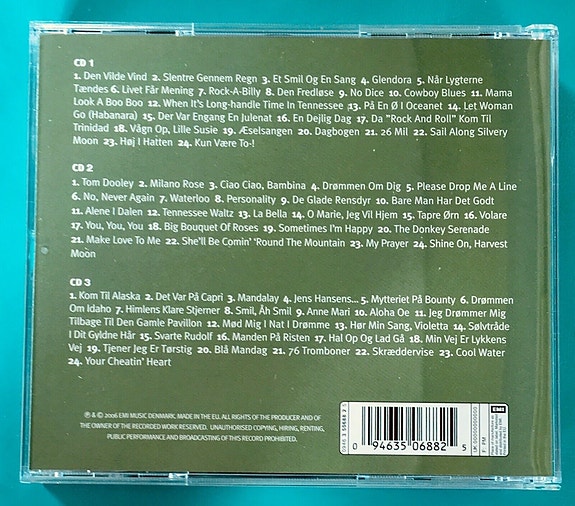 CD 1
1. Den Vilde Vind 2. Slentre Gennem Regn 3. Et Smil Og En Sang 4. Glendora 5. Når Lygterne
Tændes 6. Livet Får Mening 7. Rock-A-Billy 8. Den Fredløse 9. No Dice 10. Cowboy Blues 11. Mama
Look A Boo Boo 12. When It's Long-handle Time In Tennessee 13. På En Ø I Oceanet 14. Let Woman
Go (Habanara) 15. Der Var Engang En Julenat 16. En Dejlig Dag 17. Da "Rock And Roll" Kom Til
Trinidad 18. Vågn Op, Lille Susie 19. Æselsangen 20. Dagbogen 21. 26 Mil 22. Sail Along Silvery
Moon 23. Høj I Hatten 24. Kun Være To-!
CD 2
1. Tom Dooley 2. Milano Rose 3. Ciao Ciao, Bambina 4. Drømmen Om Dig 5. Please Drop Me A Line
6. No, Never Again 7. Waterloo 8. Personality 9. De Glade Rensdyr 10. Bare Man Har Det Godt
11. Alene I Dalen 12. Tennessee Waltz 13. La Bella 14. O Marie, Jeg Vil Hjem 15. Tapre Ørn 16. Volare
17. You, You, You 18. Big Bouquet Of Roses 19. Sometimes I'm Happy 20. The Donkey Serenade
21. Make Love To Me 22. She'll Be Comin' 'Round The Mountain 23. My Prayer 24. Shine On, Harvest
Moon
CD 3
1. Kom Til Alaska 2. Det Var På Capri 3. Mandalay 4. Jens Hansens... 5. Mytteriet På Bounty 6. Drømmen
Om Idaho 7. Himlens Klare Stjerner 8. Smil, Åh Smil 9. Anne Mari 10. Aloha Oe 11. Jeg Drømmer Mig
Tilbage Til Den Gamle Pavillon 12. Mød Mig I Nat I Drømme 13. Hør Min Sang, Violetta 14. Sølvtråde
I Dit Gyldne Hår 15. Svarte Rudolf 16. Manden På Risten 17. Hal Op Og Lad Gå 18. Min Vej Er Lykkens
Vej 19. Tjener Jeg Er Tørstig 20. Blå Mandag 21. 76 Tromboner 22. Skræddervise 23. Cool Water
24. Your Cheatin' Heart
℗ & © 2006 EMI MUSIC DENMARK. MADE IN THE EU. ALL RIGHTS OF THE PRODUCER AND OF
THE OWNER OF THE RECORDED WORK RESERVED. UNAUTHORISED COPYING, HIRING, RENTING,
PUBLIC PERFORMANCE AND BROADCASTING OF THIS RECORD PROHIBITED.
0946 3 50688 2 5
0 94635 06882 5
EMI